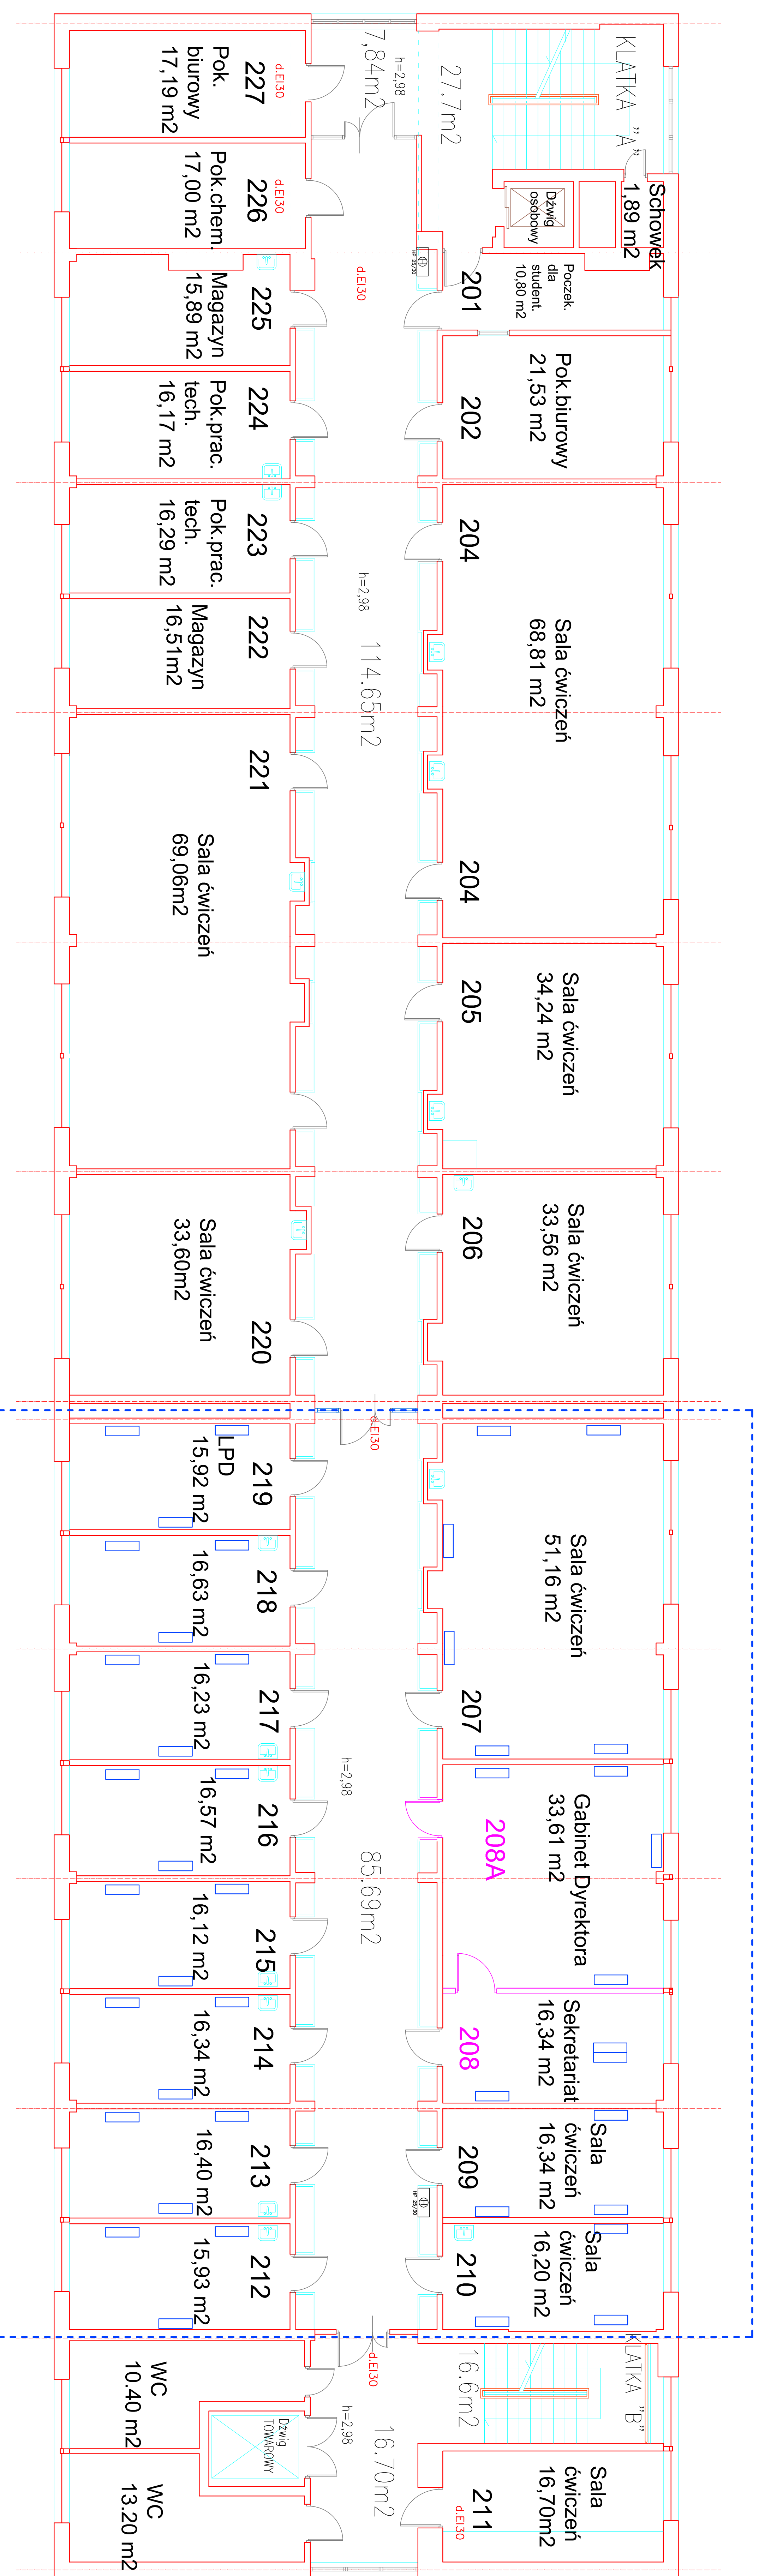 KLATKA „A”
27.7m2
h=2,98
7,84m2
d.EI30
227
Pok.
biurowy
17,19 m2
d.EI30
226
Pok.chem.
17,00 m2
Schowek
1,89 m2
Dźwig
osobowy
Poczek.
dla
student.
10,80 m2
201
HP 25/30
d.EI30
225
Magazyn
15,89 m2
Pok.biurowy
21,53 m2
202
224
Pok.prac.
tech.
16,17 m2
204
223
Pok.prac.
tech.
16,29 m2
Sala ćwiczeń
68,81 m2
h=2,98
114.65m2
222
Magazyn
16,51m2
204
221
Sala ćwiczeń
69,06m2
Sala ćwiczeń
34,24 m2
205
Sala ćwiczeń
33,56 m2
206
Sala ćwiczeń
33,60m2
220
d.EI30
Sala ćwiczeń
51,16 m2
207
219
LPD
15,92 m2
218
16,63 m2
217
16,23 m2
h=2,98
85.69m2
Gabinet Dyrektora
33,61 m2
208A
216
16,57 m2
215
16,12 m2
Sekretariat
16,34 m2
208
214
16,34 m2
Sala
ćwiczeń
16,34 m2
209
HP 25/30
213
16,40 m2
Sala
ćwiczeń
16,20 m2
210
212
15,93 m2
KLATKA „B”
16.6m2
d.EI30
h=2,98
16.70m2
WC
10.40 m2
Dźwig
TOWAROWY
Sala
ćwiczeń
16,70m2
211
d.EI30
WC
13.20 m2